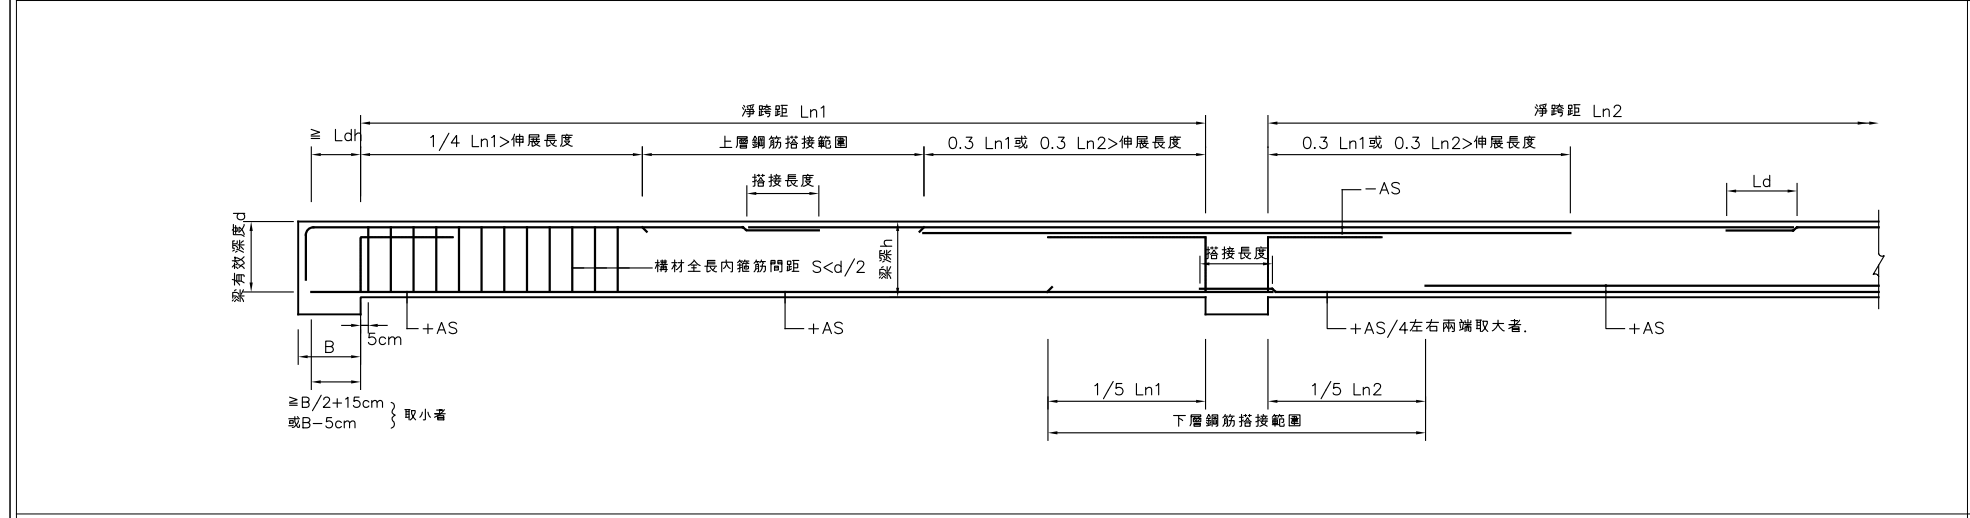 淨跨距 Ln1
淨跨距 Ln2
≥ Ldh
1/4 Ln1>伸展長度
上層鋼筋搭接範圍
0.3 Ln1或 0.3 Ln2>伸展長度
0.3 Ln1或 0.3 Ln2>伸展長度
搭接長度
-AS
Ld
梁有效深度d
構材全長內箍筋間距 S<d/2
梁深h
搭接長度
+AS
+AS
+AS/4左右兩端取大者.
+AS
5cm
B
1/5 Ln1
1/5 Ln2
≧B/2+15cm
或B-5cm
取小者
下層鋼筋搭接範圍